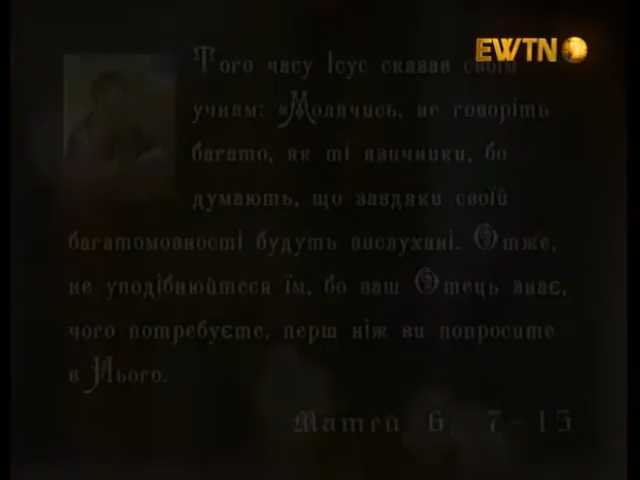 EWTN
Того часу Ісус сказав своїм
учням: «Молячись, не говоріть
багато, як ті язичники, бо
думають, що завдяки своїй
багатомовності будуть вислухані. Отже,
не уподібнюйтеся їм, бо ваш Отець знає,
чого потребуєте, перш ніж ви попросите
в Нього.
Матей 6, 7-15